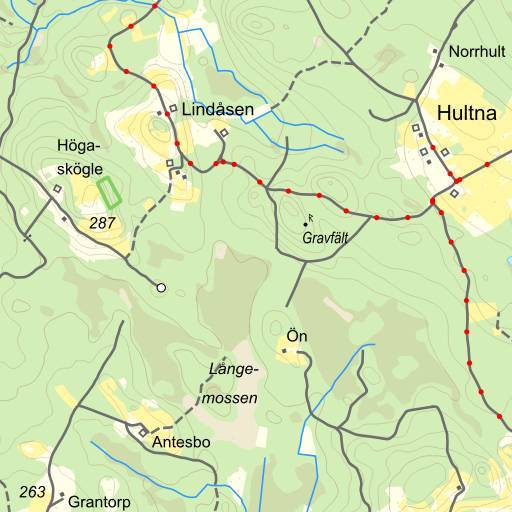 Norrhult
Lindåsen
Hultna
Höga-
skögle
287
ᚱ
Gravfält
Ön
Långe-
mossen
Antesbo
263
Grantorp